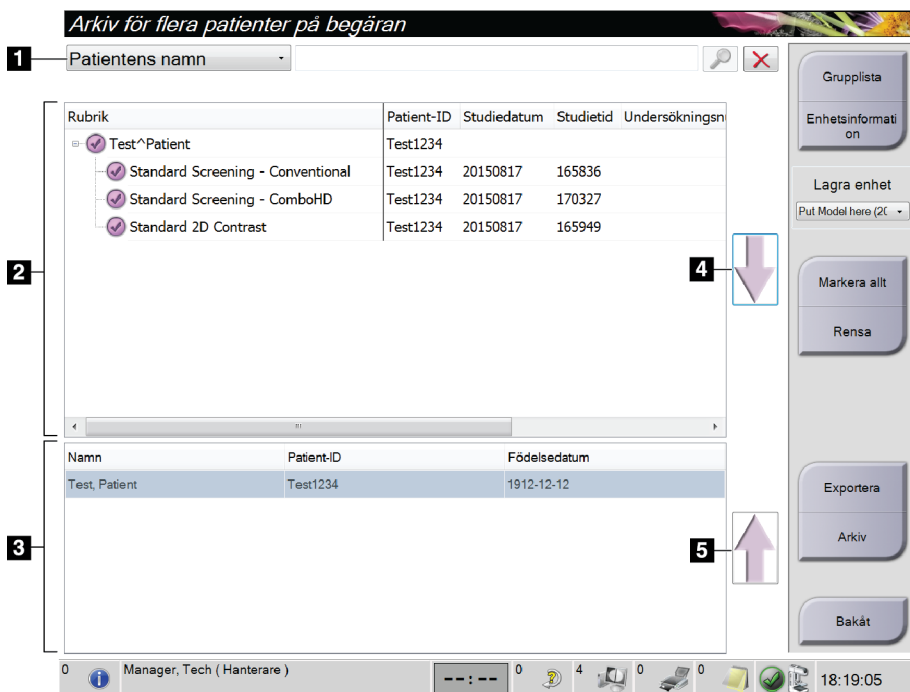 Arkiv för flera patienter på begäran
1
Patientens namn
Grupplista
Enhetsinformati
on
Lagra enhet
Put Model here (20
Markera allt
Rensa
Exportera
Arkiv
Bakåt
2
Rubrik Patient-ID Studiedatum Studietid Undersökningsnu
Test^Patient Test1234
Standard Screening - Conventional Test1234 20150817 165836
Standard Screening - ComboHD Test1234 20150817 170327
Standard 2D Contrast Test1234 20150817 165949
4
3
Namn Patient-ID Födelsedatum
Test, Patient Test1234 1912-12-12
5
0 Manager, Tech ( Hanterare ) --:-- 0 4 0 0 18:19:05